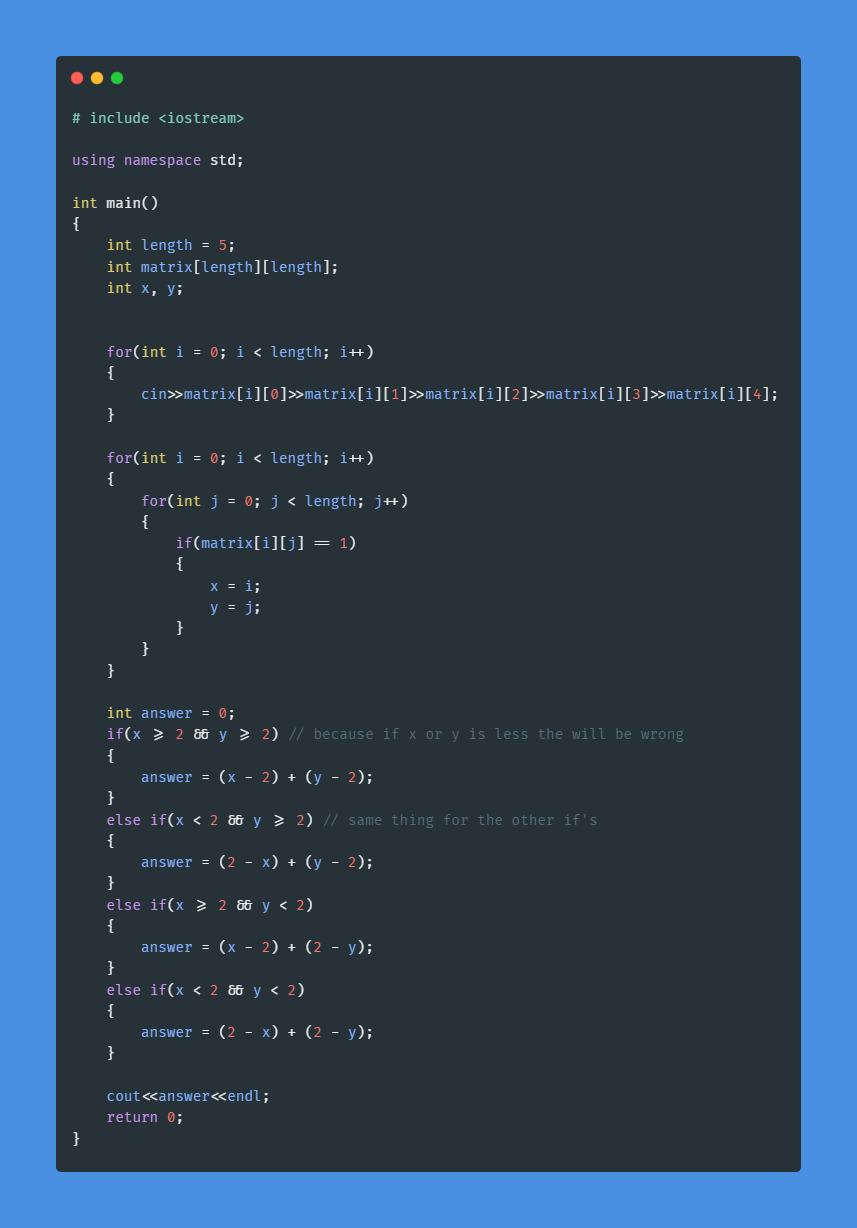 # include <iostream>

using namespace std;

int main()
{
    int length = 5;
    int matrix[length][length];
    int x, y;


    for(int i = 0; i < length; i++)
    {
        cin>>matrix[i][0]>>matrix[i][1]>>matrix[i][2]>>matrix[i][3]>>matrix[i][4];
    }

    for(int i = 0; i < length; i++)
    {
        for(int j = 0; j < length; j++)
        {
            if(matrix[i][j] == 1)
            {
                x = i;
                y = j;
            }
        }
    }

    int answer = 0;
    if(x >= 2 && y >= 2) // because if x or y is less the will be wrong
    {
        answer = (x - 2) + (y - 2);
    }
    else if(x < 2 && y >= 2) // same thing for the other if's
    {
        answer = (2 - x) + (y - 2);
    }
    else if(x >= 2 && y < 2)
    {
        answer = (x - 2) + (2 - y);
    }
    else if(x < 2 && y < 2)
    {
        answer = (2 - x) + (2 - y);
    }

    cout<<answer<<endl;
    return 0;
}